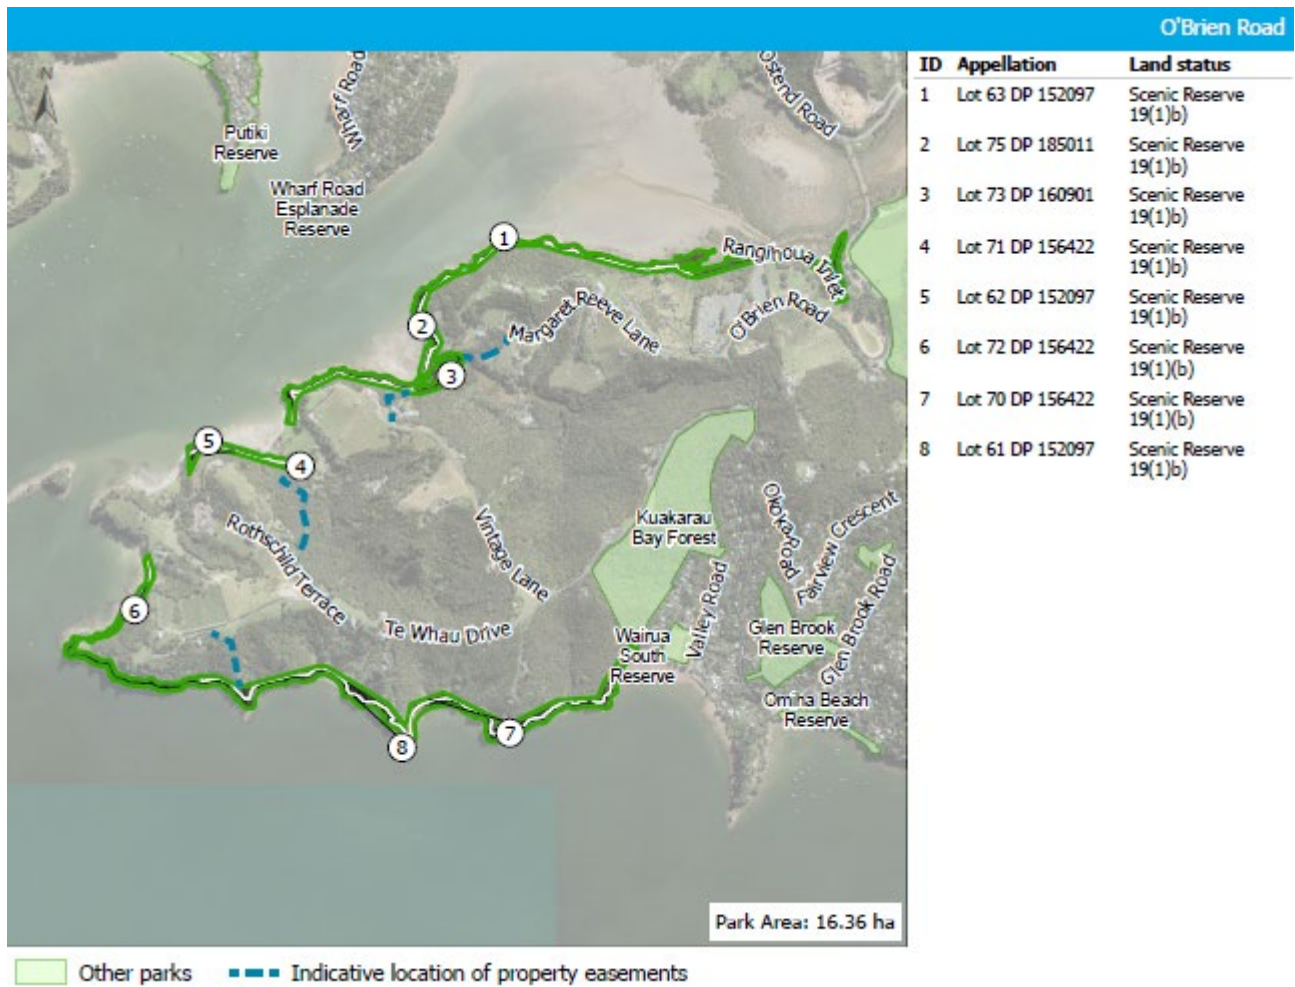 O'Brien Road
ID Appellation Land status
1 Lot 63 DP 152097 Scenic Reserve
19(1)b)
2 Lot 75 DP 185011 Scenic Reserve
19(1)b)
3 Lot 73 DP 160901 Scenic Reserve
19(1)b)
4 Lot 71 DP 156422 Scenic Reserve
19(1)b)
5 Lot 62 DP 152097 Scenic Reserve
19(1)b)
6 Lot 72 DP 156422 Scenic Reserve
19(1)(b)
7 Lot 70 DP 156422 Scenic Reserve
19(1)(b)
8 Lot 61 DP 152097 Scenic Reserve
19(1)b)
N
Wharf Road
Ostend Road
Putiki
Reserve
Wharf Road
Esplanade
Reserve
1
Rangihoua Inlet
2
Margaret Reeve Lane
O'Brien Road
3
5
4
Kuakarau
Bay Forest
Okoka Road
Fairview Crescent
Rothschild Terrace
Vintage Lane
Valley Road
Glen Brook Road
6
Te Whau Drive
Wairua
South
Reserve
Glen Brook
Reserve
Omiha Beach
Reserve
7
8
Park Area: 16.36 ha
Other parks
Indicative location of property easements